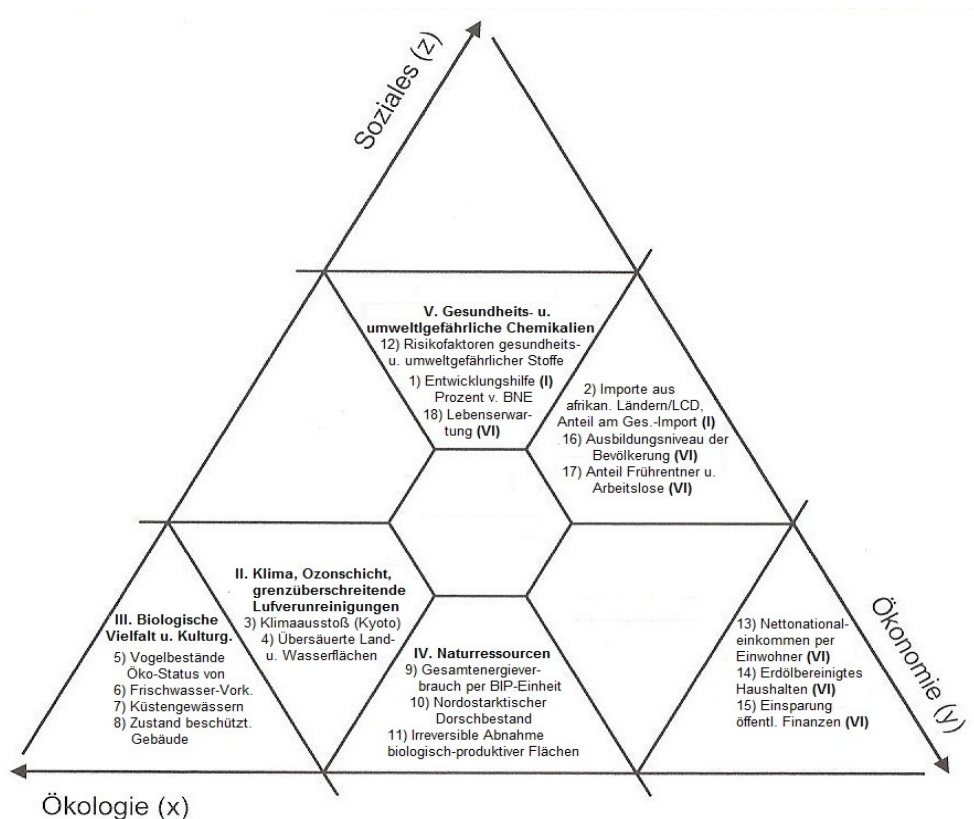 Soziales (z)
V. Gesundheits- u.
umweltlgefährliche Chemikalien
12) Risikofaktoren gesundheits-
u. umweltgefährlicher Stoffe
1) Entwicklungshilfe (I)
Prozent v. BNE
18) Lebenserwar-
tung (VI)
2) Importe aus
afrikan. Ländern/LCD,
Anteil am Ges.-Import (I)
16) Ausbildungsniveau der
Bevölkerung (VI)
17) Anteil Frührentner u.
Arbeitslose (VI)
II. Klima, Ozonschicht,
grenzüberschreitende
Lufverunreinigungen
3) Klimaausstoß (Kyoto)
4) Übersäuerte Land-
u. Wasserflächen
III. Biologische
Vielfalt u. Kulturg.
5) Vogelbestände
Öko-Status von
6) Frischwasser-Vork.
7) Küstengewässern
8) Zustand beschützt.
Gebäude
IV. Naturressourcen
9) Gesamtenergiever-
brauch per BIP-Einheit
10) Nordostarktischer
Dorschbestand
11) Irreversible Abnahme
biologisch-produktiver Flächen
13) Nettonational-
einkommen per
Einwohner (VI)
14) Erdölbereinigtes
Haushalten (VI)
15) Einsparung
öffentl. Finanzen (VI)
Ökonomie (y)
Ökologie (x)